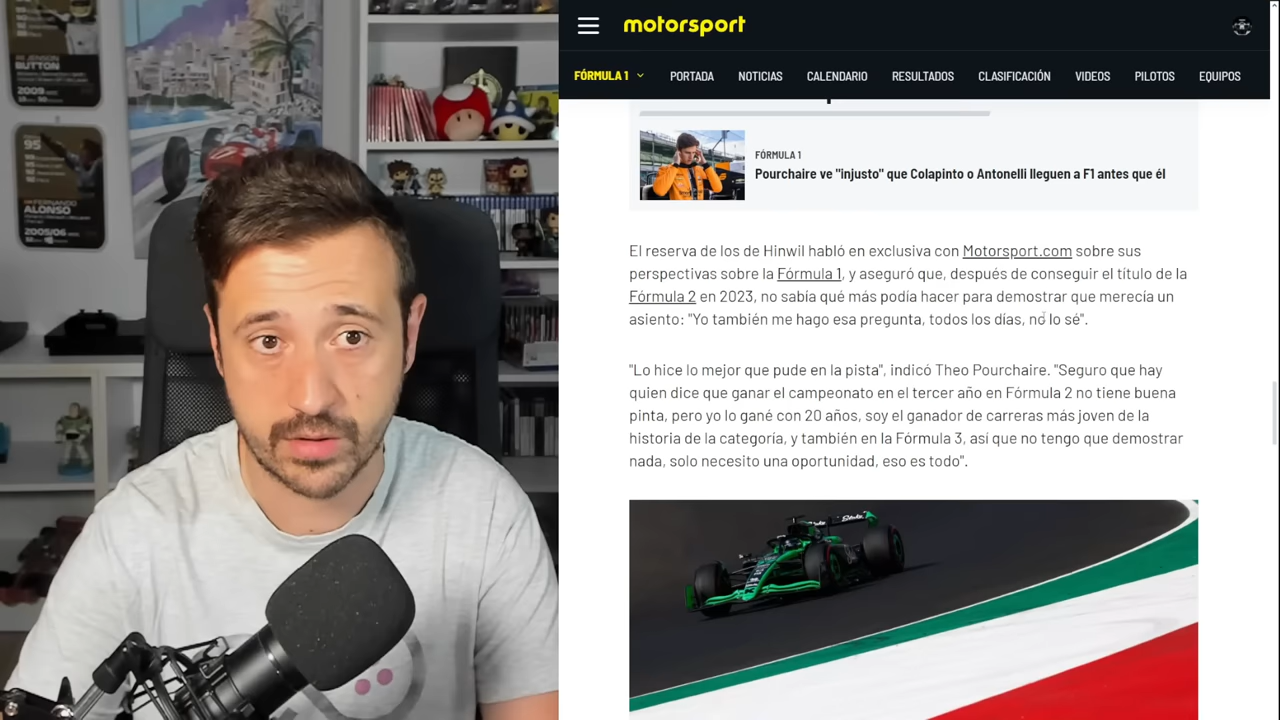 JENSON
BUTTON
2009
95
FERNANDO
ALONSO
2005/06
motorsport
FÓRMULA 1
PORTADA
NOTICIAS
CALENDARIO
RESULTADOS
CLASIFICACIÓN
VIDEOS
PILOTOS
EQUIPOS
FÓRMULA 1
Pourchaire ve "injusto" que Colapinto o Antonelli lleguen a F1 antes que él
El reserva de los de Hinwil habló en exclusiva con Motorsport.com sobre sus
perspectivas sobre la Fórmula 1, y aseguró que, después de conseguir el título de la
Fórmula 2 en 2023, no sabía qué más podía hacer para demostrar que merecía un
asiento: "Yo también me hago esa pregunta, todos los días, no lo sé".
"Lo hice lo mejor que pude en la pista", indicó Theo Pourchaire. "Seguro que hay
quien dice que ganar el campeonato en el tercer año en Fórmula 2 no tiene buena
pinta, pero yo lo gané con 20 años, soy el ganador de carreras más joven de la
historia de la categoría, y también en la Fórmula 3, así que no tengo que demostrar
nada, solo necesito una oportunidad, eso es todo".